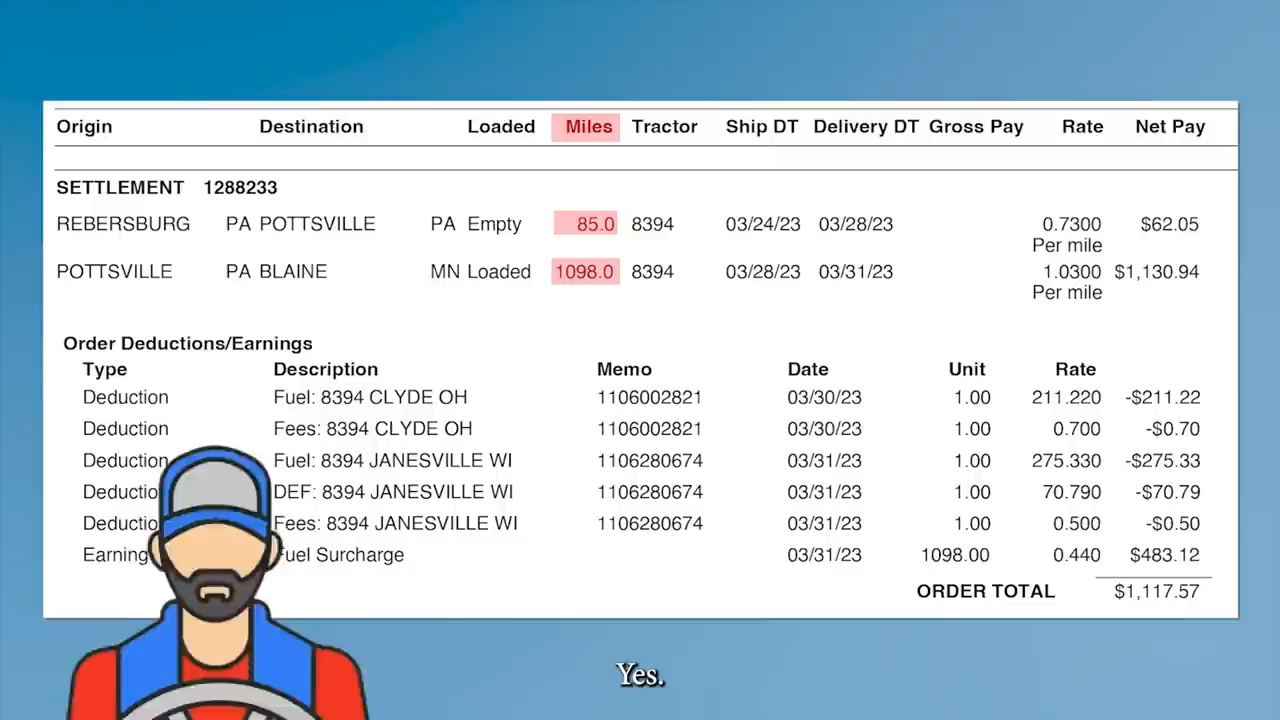 Origin Destination Loaded Miles Tractor Ship DT Delivery DT Gross Pay Rate Net Pay
SETTLEMENT 1288233
REBERSBURG PA POTTSVILLE PA Empty 85.0 8394 03/24/23 03/28/23 0.7300 $62.05
Per mile
POTTSVILLE PA BLAINE MN Loaded 1098.0 8394 03/28/23 03/31/23 1.0300 $1,130.94
Per mile
Order Deductions/Earnings
Type Description Memo Date Unit Rate
Deduction Fuel: 8394 CLYDE OH 1106002821 03/30/23 1.00 211.220 -$211.22
Deduction Fees: 8394 CLYDE OH 1106002821 03/30/23 1.00 0.700 -$0.70
Deduction Fuel: 8394 JANESVILLE WI 1106280674 03/31/23 1.00 275.330 -$275.33
Deductio DEF: 8394 JANESVILLE WI 1106280674 03/31/23 1.00 70.790 -$70.79
Deductio Fees: 8394 JANESVILLE WI 1106280674 03/31/23 1.00 0.500 -$0.50
Earning Fuel Surcharge 03/31/23 1098.00 0.440 $483.12
ORDER TOTAL $1,117.57
Yes.